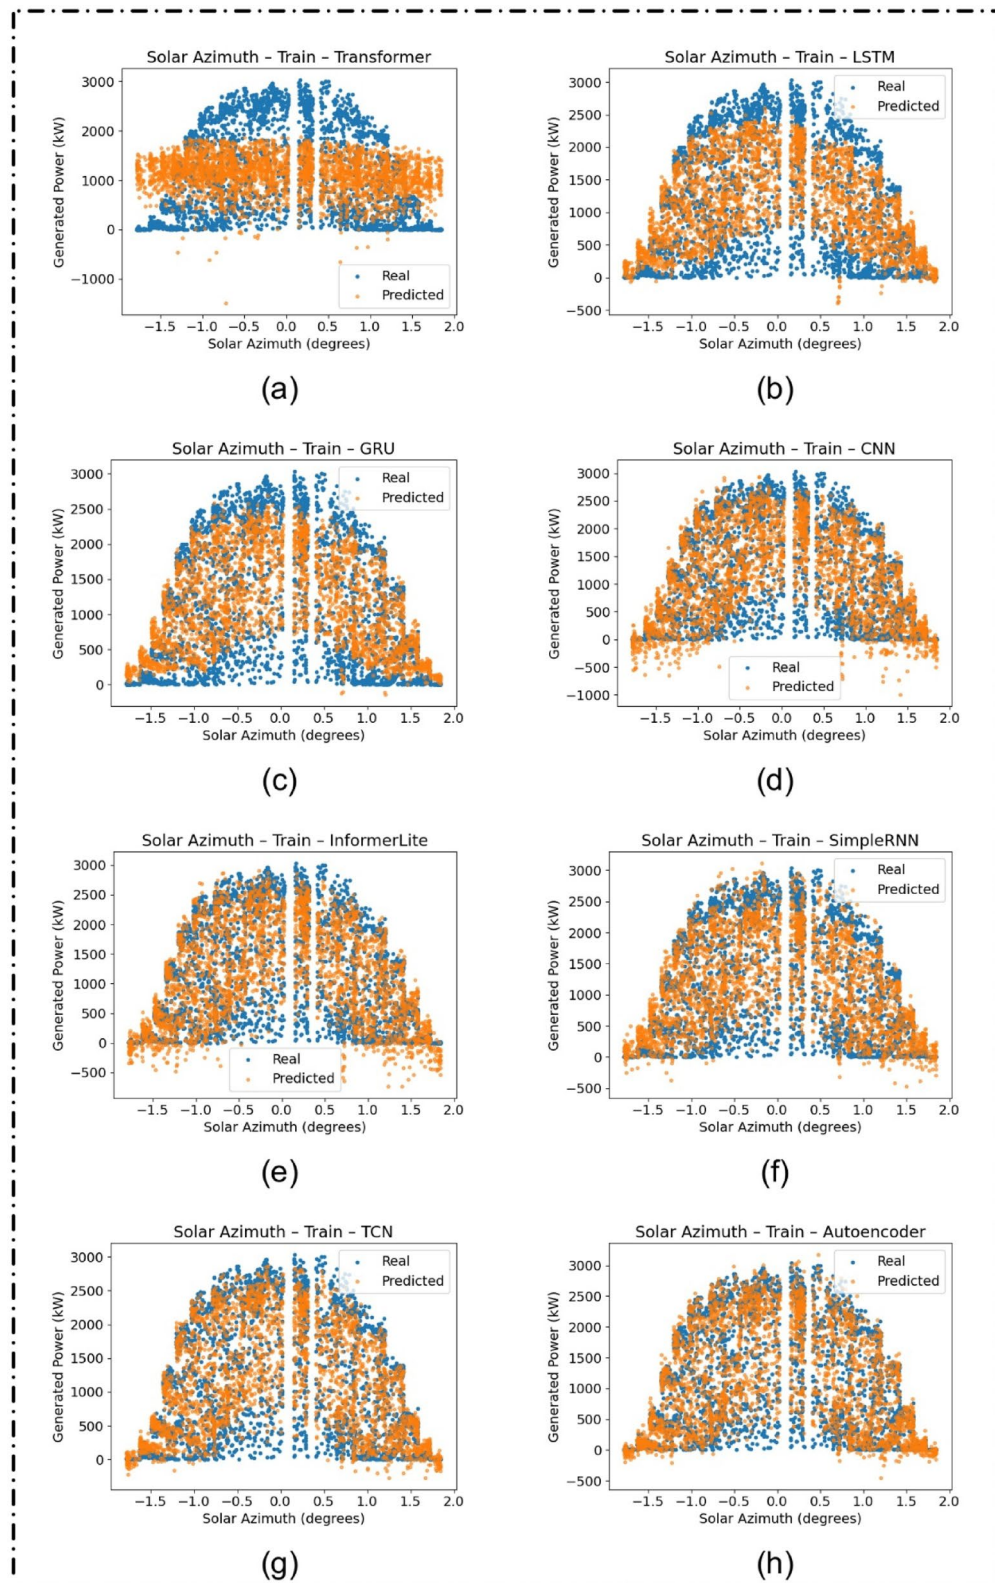 Solar Azimuth – Train – Transformer
Generated Power (kW)
3000
2000
1000
0
−1000
Real
Predicted
−1.5 −1.0 −0.5 0.0 0.5 1.0 1.5 2.0
Solar Azimuth (degrees)
(a)
Solar Azimuth – Train – LSTM
Generated Power (kW)
3000
2500
2000
1500
1000
500
0
−500
Real
Predicted
−1.5 −1.0 −0.5 0.0 0.5 1.0 1.5 2.0
Solar Azimuth (degrees)
(b)
Solar Azimuth – Train – GRU
Generated Power (kW)
3000
2500
2000
1500
1000
500
0
Real
Predicted
−1.5 −1.0 −0.5 0.0 0.5 1.0 1.5 2.0
Solar Azimuth (degrees)
(c)
Solar Azimuth – Train – CNN
Generated Power (kW)
3000
2500
2000
1500
1000
500
0
−500
−1000
Real
Predicted
−1.5 −1.0 −0.5 0.0 0.5 1.0 1.5 2.0
Solar Azimuth (degrees)
(d)
Solar Azimuth – Train – InformerLite
Generated Power (kW)
3000
2500
2000
1500
1000
500
0
−500
Real
Predicted
−1.5 −1.0 −0.5 0.0 0.5 1.0 1.5 2.0
Solar Azimuth (degrees)
(e)
Solar Azimuth – Train – SimpleRNN
Generated Power (kW)
3000
2500
2000
1500
1000
500
0
−500
Real
Predicted
−1.5 −1.0 −0.5 0.0 0.5 1.0 1.5 2.0
Solar Azimuth (degrees)
(f)
Solar Azimuth – Train – TCN
Generated Power (kW)
3000
2500
2000
1500
1000
500
0
Real
Predicted
−1.5 −1.0 −0.5 0.0 0.5 1.0 1.5 2.0
Solar Azimuth (degrees)
(g)
Solar Azimuth – Train – Autoencoder
Generated Power (kW)
3000
2500
2000
1500
1000
500
0
−500
Real
Predicted
−1.5 −1.0 −0.5 0.0 0.5 1.0 1.5 2.0
Solar Azimuth (degrees)
(h)